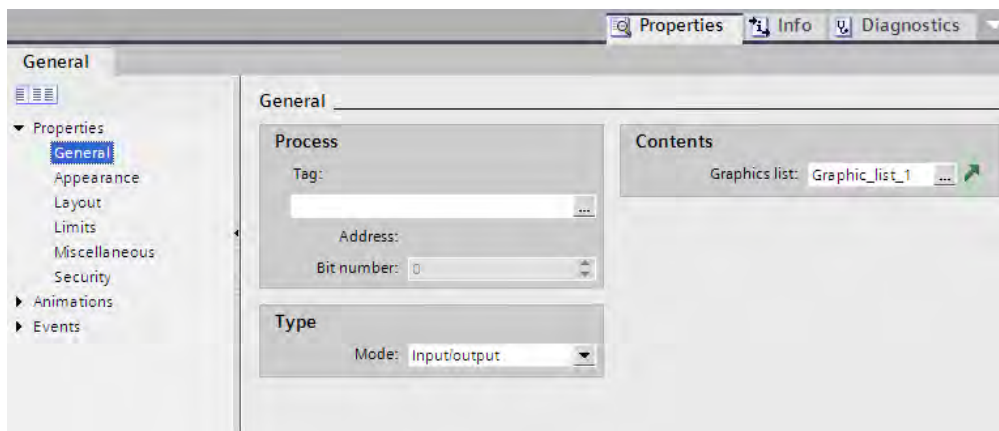 Properties Info Diagnostics
General
General
Properties
General
Appearance
Layout
Limits
Miscellaneous
Security
Animations
Events
Process
Tag:
...
Address:
Bit number: 0
Type
Mode: Input/output
Contents
Graphics list: Graphic_list_1 ...